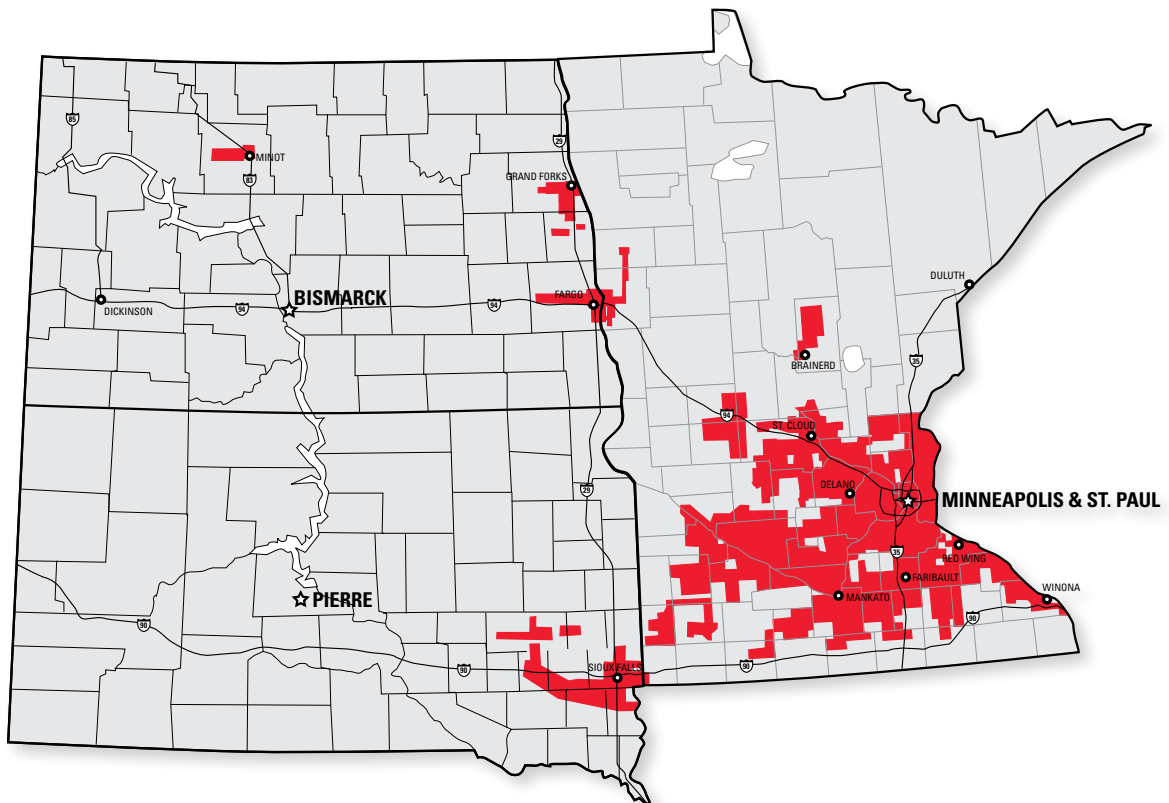 85
29
MINOT
83
GRAND FORKS
DULUTH
BISMARCK
FARGO
DICKINSON
94
94
35
BRAINERD
94
ST. CLOUD
DELANO
29
MINNEAPOLIS & ST. PAUL
35
RED WING
FARIBAULT
PIERRE
MANKATO
WINONA
90
90
90
SIOUX FALLS
90